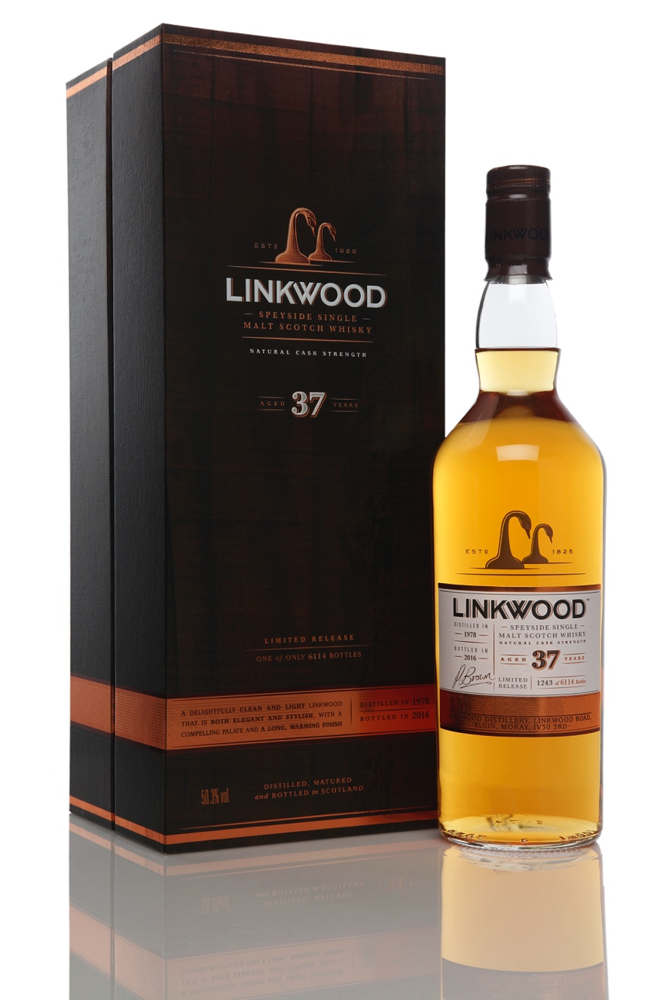 ESTD 1825
LINKWOOD
SPEYSIDE SINGLE
MALT SCOTCH WHISKY
NATURAL CASK STRENGTH
AGED 37 YEARS
LIMITED RELEASE
ONE of ONLY 6114 BOTTLES
A DELIGHTFULLY CLEAN AND LIGHT LINKWOOD
THAT IS BOTH ELEGANT AND STYLISH, WITH A
COMPELLING PALATE AND A LONG, WARMING FINISH
DISTILLED IN 1978
BOTTLED IN 2016
50.3% vol
DISTILLED, MATURED
and BOTTLED in SCOTLAND
LINKWOOD
ESTD 1825
LINKWOOD™
DISTILLED IN
1978
BOTTLED IN
2016
P.Brown
SPEYSIDE SINGLE
MALT SCOTCH WHISKY
NATURAL CASK STRENGTH
AGED 37 YEARS
LIMITED
RELEASE
1243 of 6114 Bottles
LINKWOOD DISTILLERY, LINKWOOD ROAD,
ELGIN, MORAY, IV30 3RD